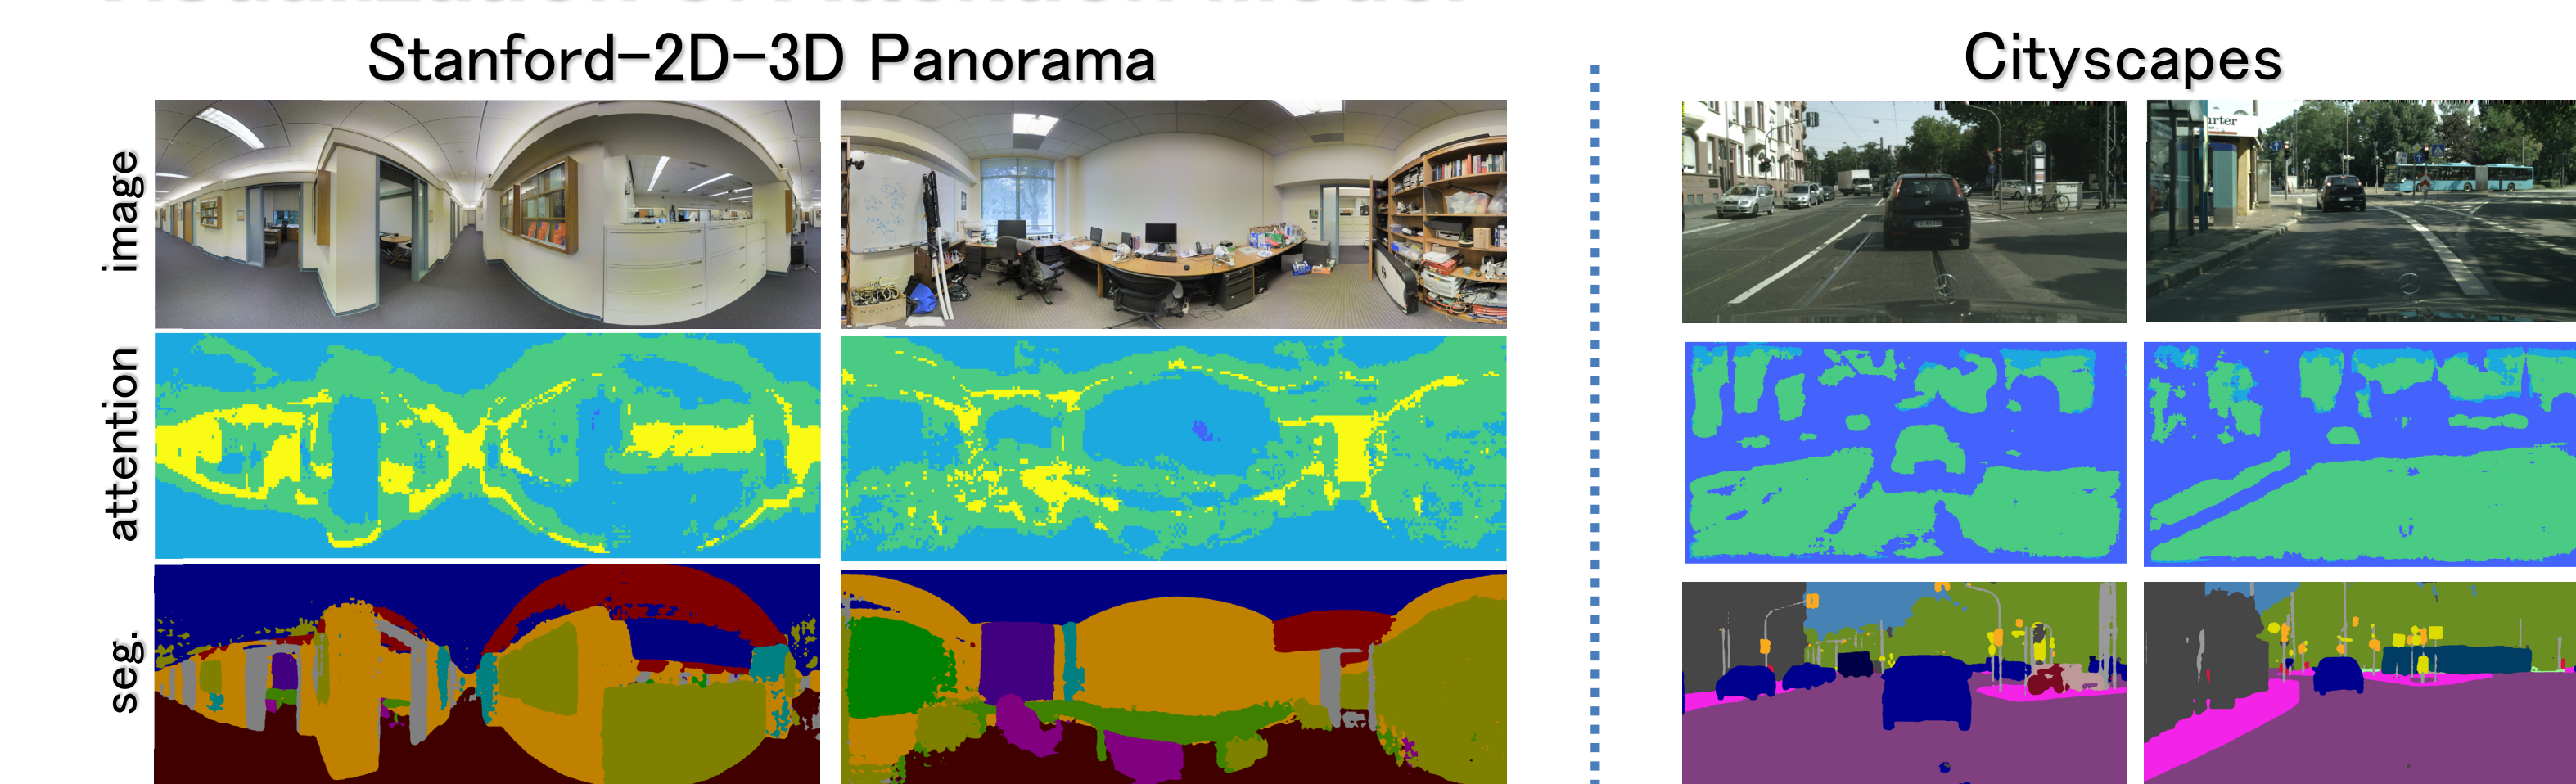 Stanford-2D-3D Panorama
Cityscapes
image
attention
seg.